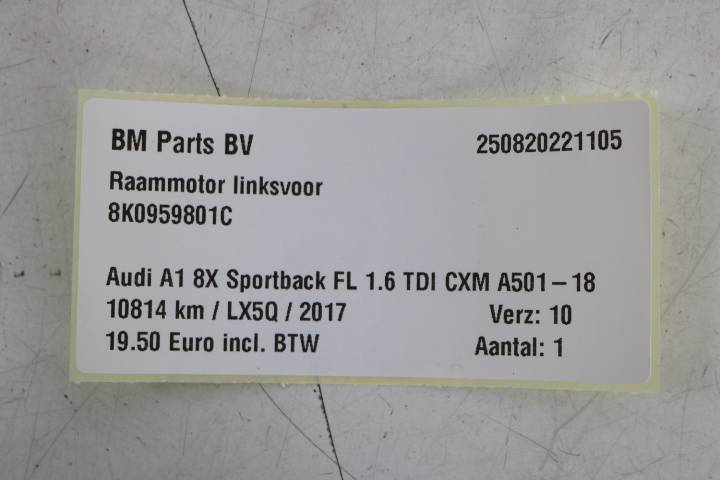 BM Parts BV 250820221105
Raammotor linksvoor
8K0959801C
Audi A1 8X Sportback FL 1.6 TDI CXM A501-18
10814 km / LX5Q / 2017 Verz: 10
19.50 Euro incl. BTW Aantal: 1